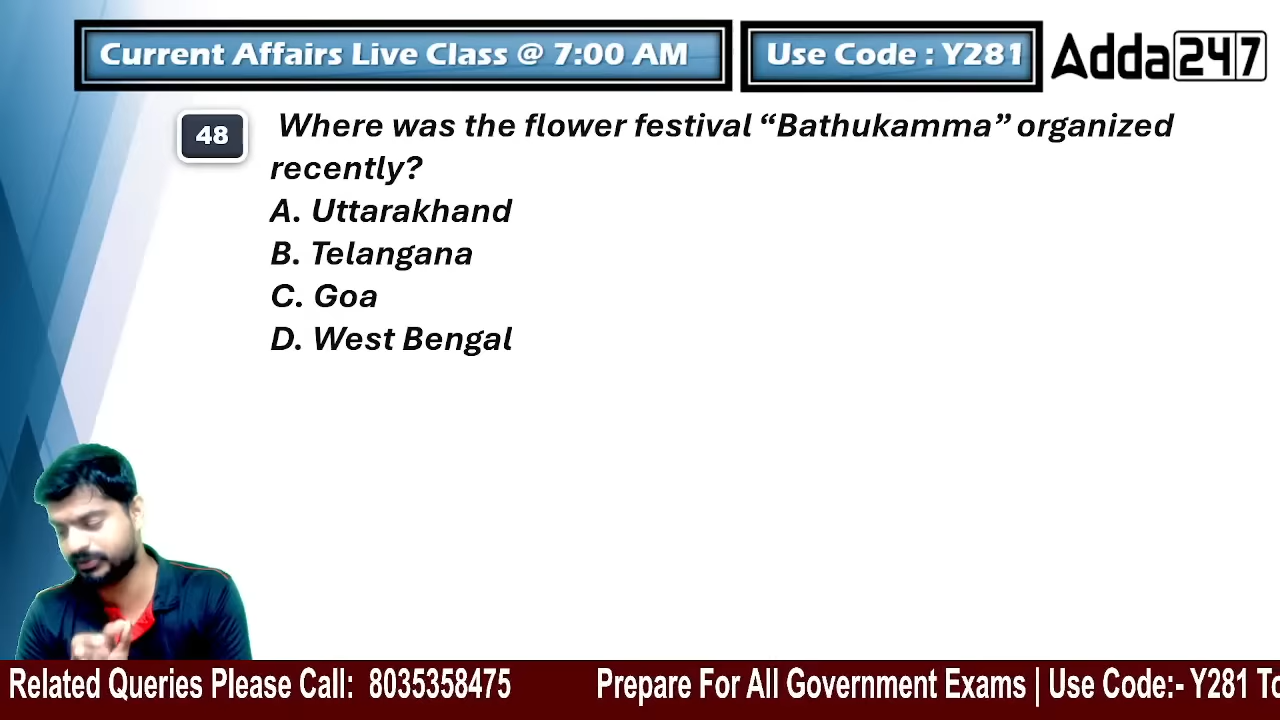 Current Affairs Live Class @ 7:00 AM
Use Code : Y281
Adda247
48
Where was the flower festival “Bathukamma” organized
recently?
A. Uttarakhand
B. Telangana
C. Goa
D. West Bengal
Related Queries Please Call: 8035358475
Prepare For All Government Exams | Use Code:- Y281 To